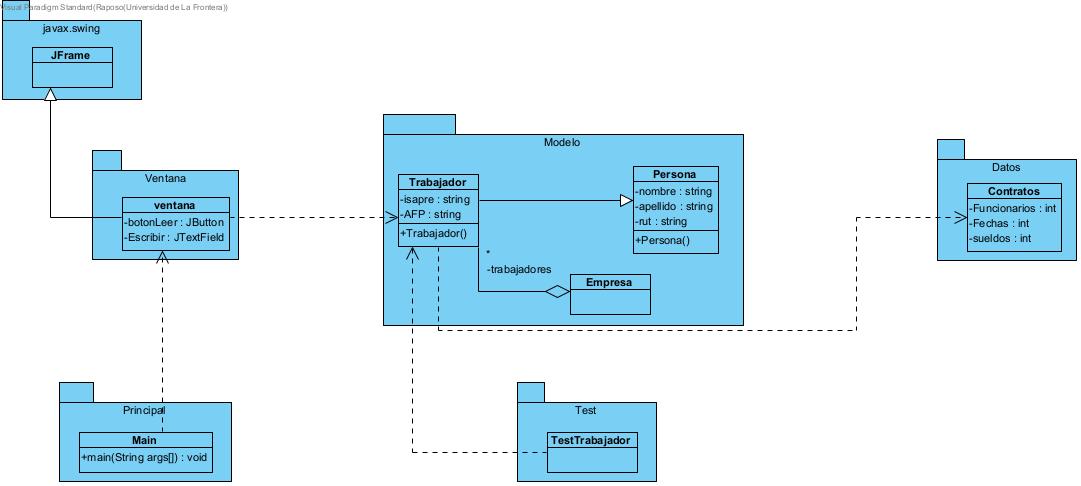 Visual Paradigm Standard(Raposo(Universidad de La Frontera))
javax.swing
JFrame
Modelo
Trabajador
-isapre : string
-AFP : string
+Trabajador()
Persona
-nombre : string
-apellido : string
-rut : string
+Persona()
*
-trabajadores
Empresa
Datos
Contratos
-Funcionarios : int
-Fechas : int
-sueldos : int
Ventana
ventana
-botonLeer : JButton
-Escribir : JTextField
Principal
Main
+main(String args[]) : void
Test
TestTrabajador